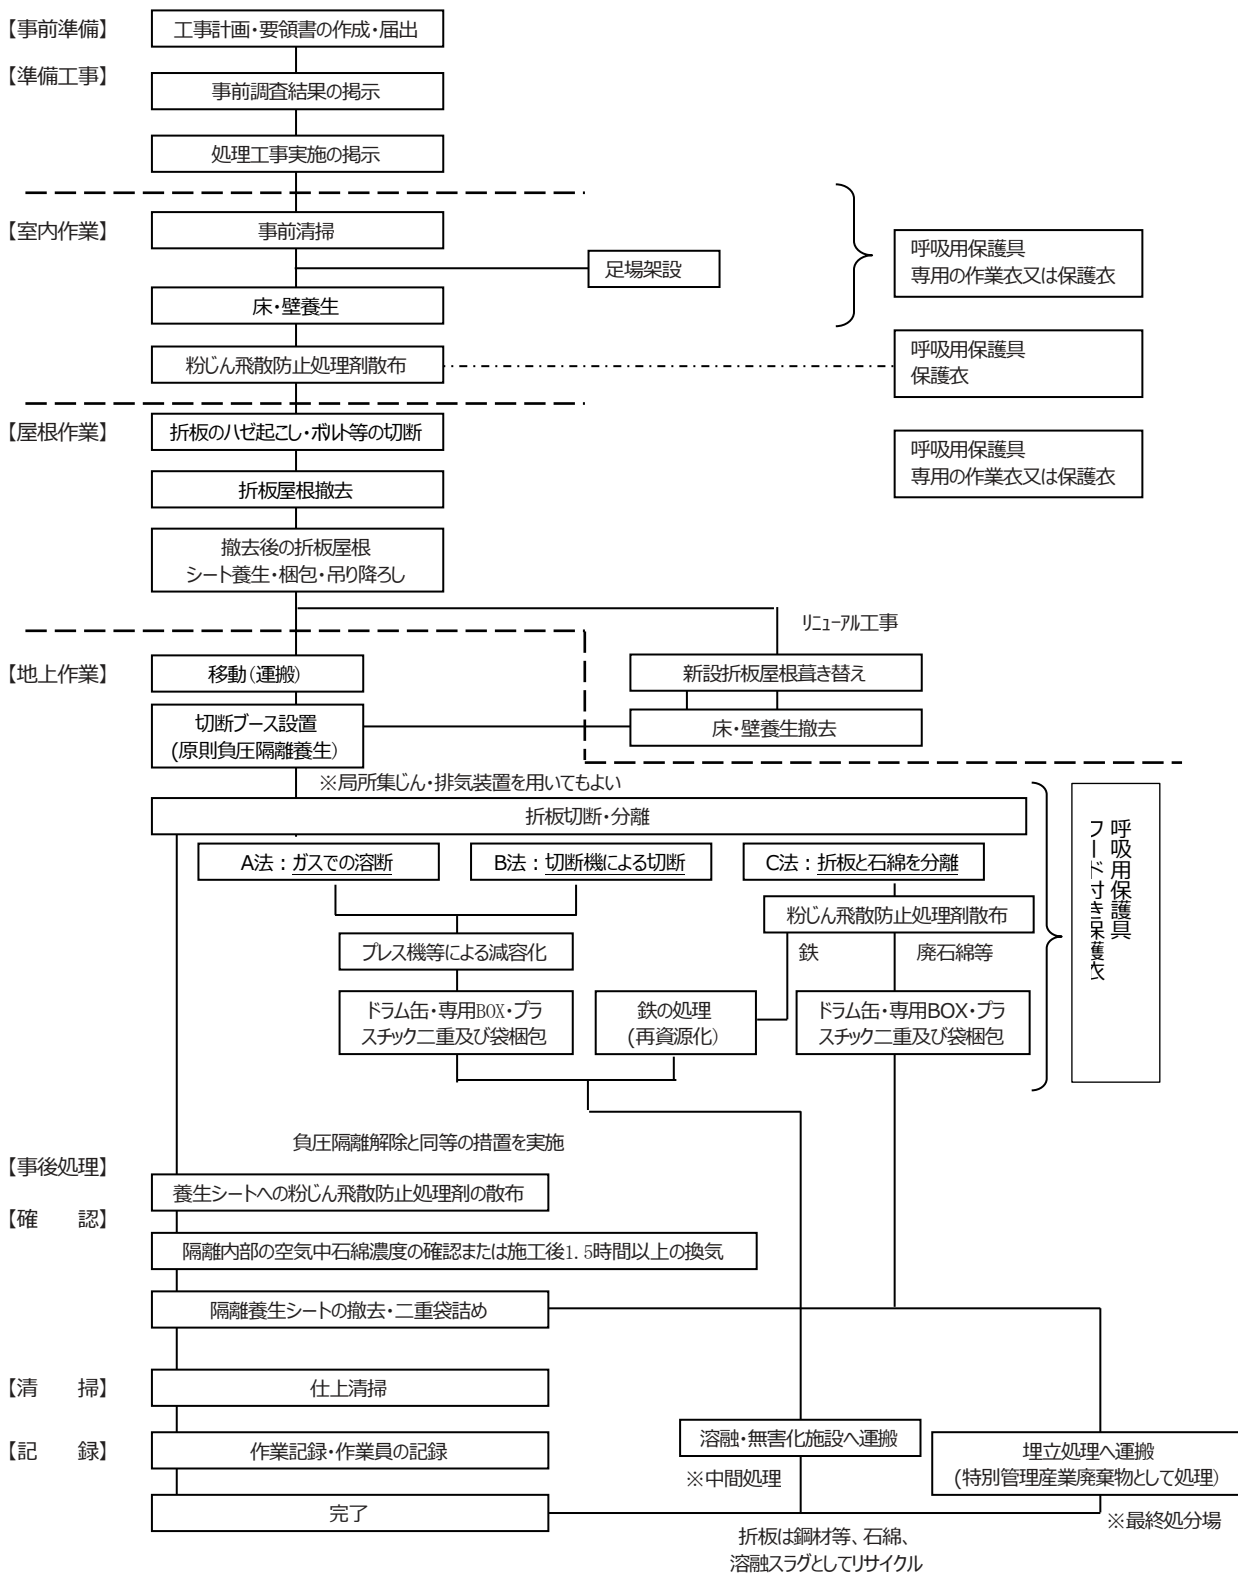 【事前準備】
工事計画・要領書の作成・届出
【準備工事】
事前調査結果の掲示
処理工事実施の掲示
【室内作業】
事前清掃
足場架設
呼吸用保護具
専用の作業衣又は保護衣
床・壁養生
粉じん飛散防止処理剤散布
呼吸用保護具
保護衣
【屋根作業】
折板のハゼ起こし・ボルト等の切断
呼吸用保護具
専用の作業衣又は保護衣
折板屋根撤去
撤去後の折板屋根
シート養生・梱包・吊り降ろし
リニューアル工事
【地上作業】
移動(運搬)
新設折板屋根葺き替え
切断ブース設置
(原則負圧隔離養生)
床・壁養生撤去
※局所集じん・排気装置を用いてもよい
折板切断・分離
呼吸用保護具
フード付き保護衣
A法：ガスでの溶断
B法：切断機による切断
C法：折板と石綿を分離
粉じん飛散防止処理剤散布
プレス機等による減容化
鉄
廃石綿等
ドラム缶・専用BOX・プラ
スチック二重及び袋梱包
鉄の処理
(再資源化)
ドラム缶・専用BOX・プラ
スチック二重及び袋梱包
負圧隔離解除と同等の措置を実施
【事後処理】
養生シートへの粉じん飛散防止処理剤の散布
【確　認】
隔離内部の空気中石綿濃度の確認または施工後1.5時間以上の換気
隔離養生シートの撤去・二重袋詰め
【清　掃】
仕上清掃
【記　録】
作業記録・作業員の記録
溶融・無害化施設へ運搬
※中間処理
埋立処理へ運搬
(特別管理産業廃棄物として処理)
※最終処分場
完了
折板は鋼材等、石綿、
溶融スラグとしてリサイクル